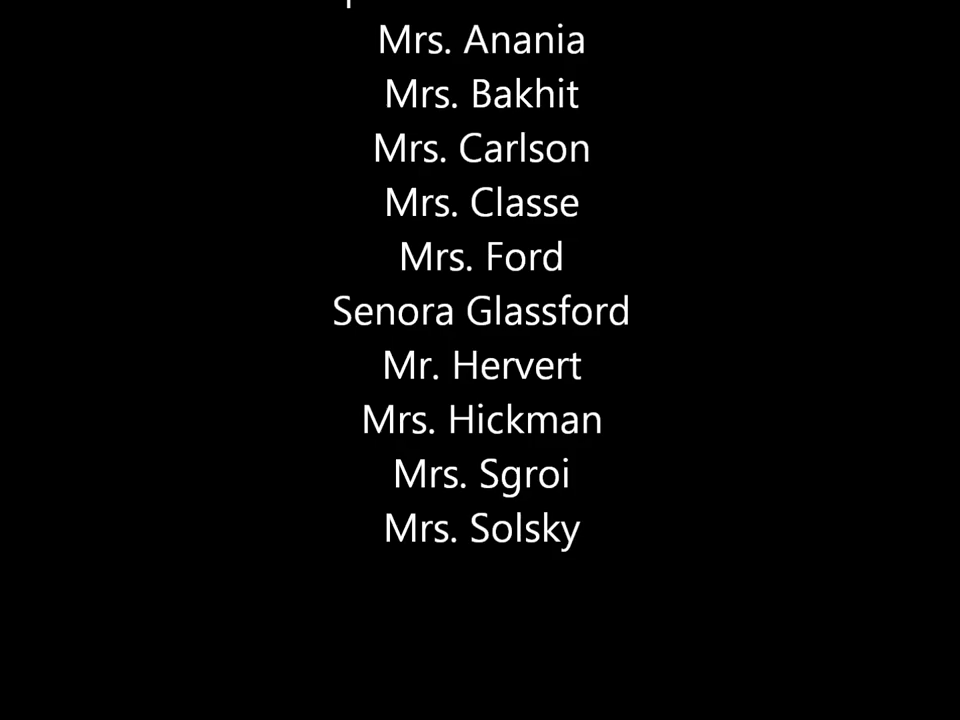 Mrs. Anania
Mrs. Bakhit
Mrs. Carlson
Mrs. Classe
Mrs. Ford
Senora Glassford
Mr. Hervert
Mrs. Hickman
Mrs. Sgroi
Mrs. Solsky